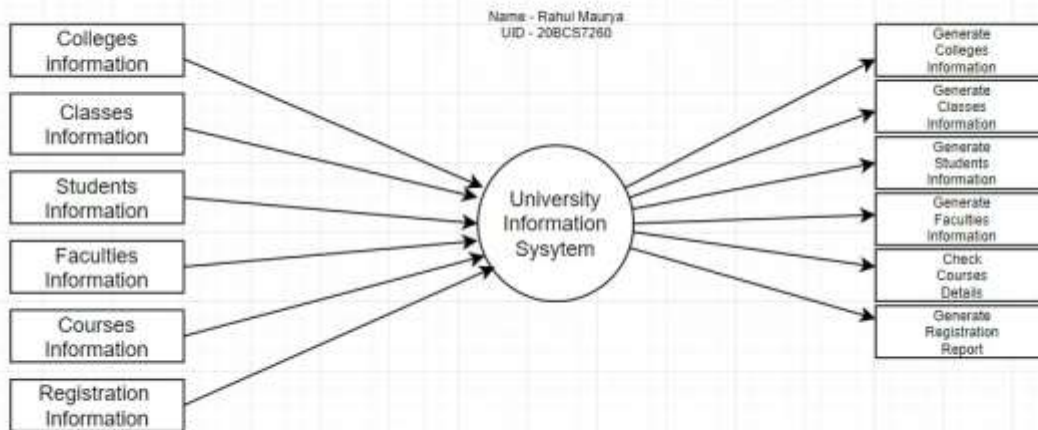 Name - Rahul Maurya
UID - 20BCS7260
Colleges
Information
Classes
Information
Students
Information
Faculties
Information
Courses
Information
Registration
Information
University
Information
Sysytem
Generate
Colleges
Information
Generate
Classes
Information
Generate
Students
Information
Generate
Faculties
Information
Check
Courses
Details
Generate
Registration
Report